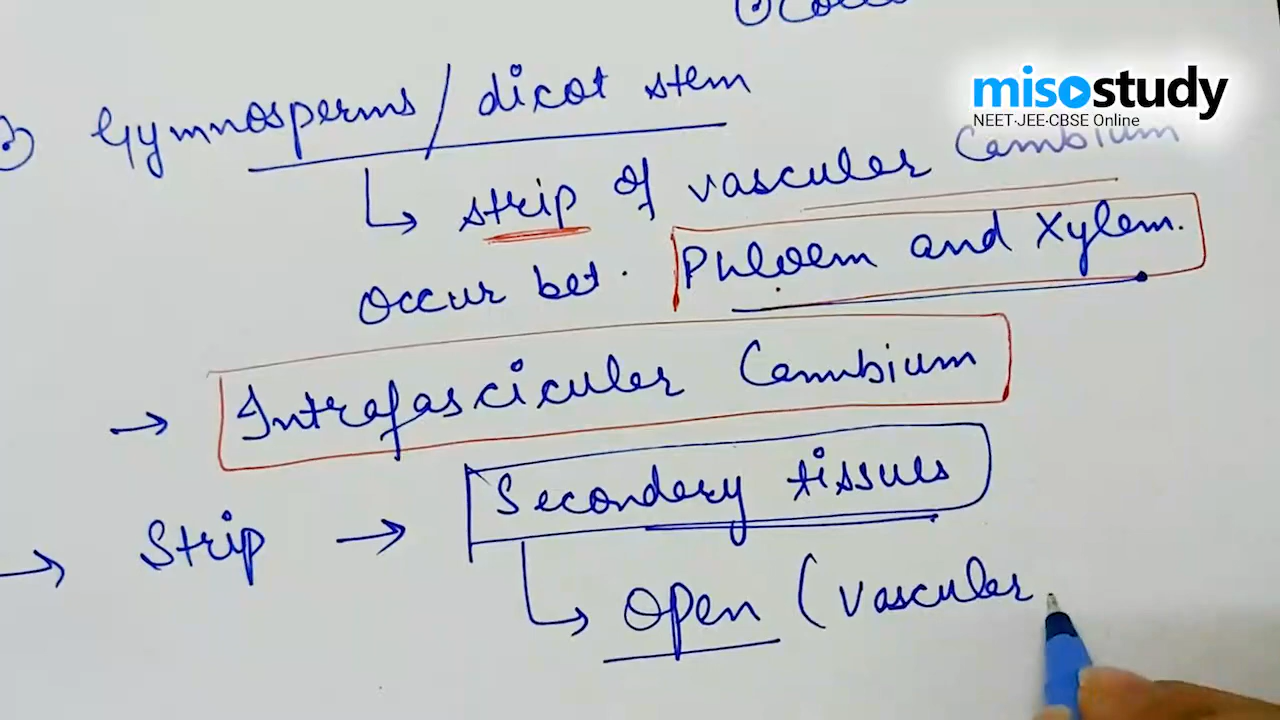 misostudy
NEET-JEE-CBSE Online
Gymnosperms / dicot stem
strip of vascular Cambium
occur bet. Phloem and Xylem.
→ Intrafascicular Cambium
→ Strip → Secondary tissues
Open (vascular